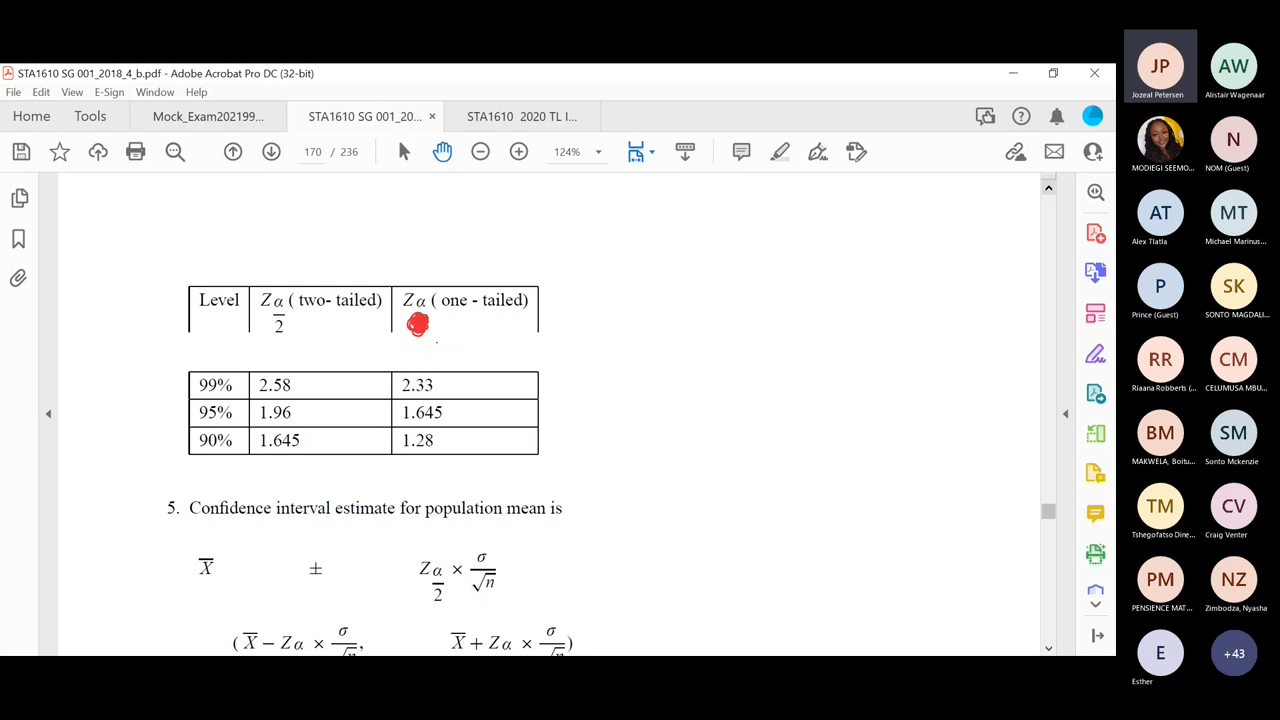 STA1610 SG 001_2018_4_b.pdf - Adobe Acrobat Pro DC (32-bit)
File Edit View E-Sign Window Help
Home Tools Mock_Exam202199... STA1610 SG 001_20... × STA1610 2020 TL I...
170 / 236 124%
Level Zα/2 ( two- tailed) Zα ( one - tailed)
99% 2.58 2.33
95% 1.96 1.645
90% 1.645 1.28
5. Confidence interval estimate for population mean is
X̅ ± Zα/2 × σ/√n
( X̅ − Zα × σ/√n, X̅ + Zα × σ/√n)
JP AW
Jozeal Petersen Alistair Wagenaar
N
MODIEGI SEEMO... NOM (Guest)
AT MT
Alex Tlatla Michael Marinus...
P SK
Prince (Guest) SONTO MAGDALI...
RR CM
Riaana Robberts (... CELUMUSA MBU...
BM SM
MAKWELA, Boitu... Sonto Mckenzie
TM CV
Tshegofatso Dine... Craig Venter
PM NZ
PENSIENCE MAT... Zimbodza, Nyasha
E +43
Esther